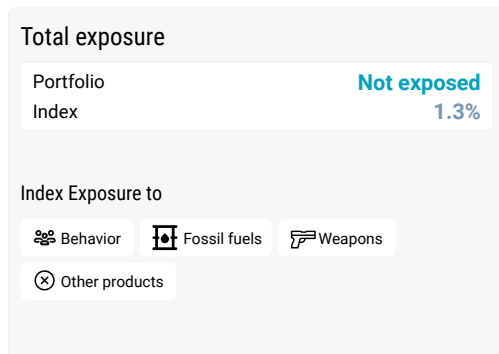 Total exposure
Portfolio Not exposed
Index 1.3%
Index Exposure to
Behavior Fossil fuels Weapons
Other products